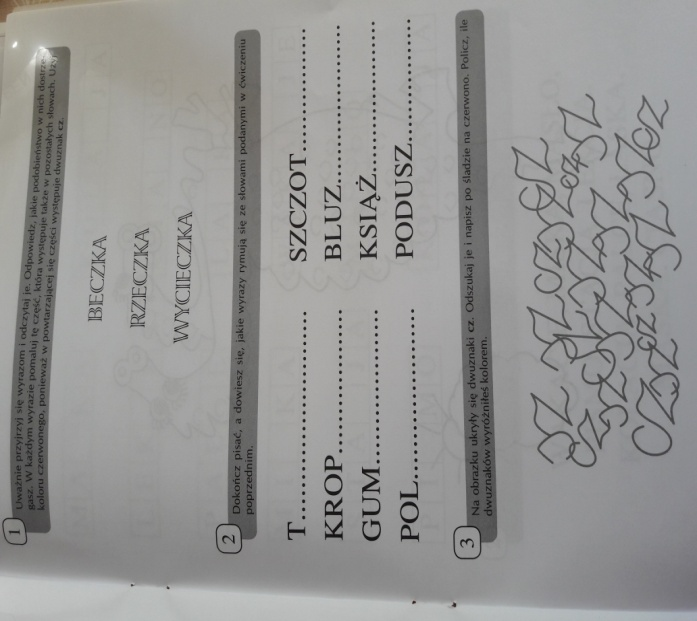 1
Uważnie przyjrzyj się wyrazom i odczytaj je. Odpowiedz, jakie podobieństwo w nich dostrze-
gasz. W każdym wyrazie pomaluj tę część, która występuje także w pozostałych słowach. Użyj
koloru czerwonego, ponieważ w powtarzającej się części występuje dwuznak cz.
BECZKA
RZECZKA
WYCIECZKA
2
Dokończ pisać, a dowiesz się, jakie wyrazy rymują się ze słowami podanymi w ćwiczeniu
poprzednim.
T.............................. SZCZOT....................
KROP....................... BLUZ.........................
GUM......................... KSIĄŻ........................
POL........................... PODUSZ....................
3
Na obrazku ukryły się dwuznaki cz. Odszukaj je i napisz po śladzie na czerwono. Policz, ile
dwuznaków wyróżniłeś kolorem.